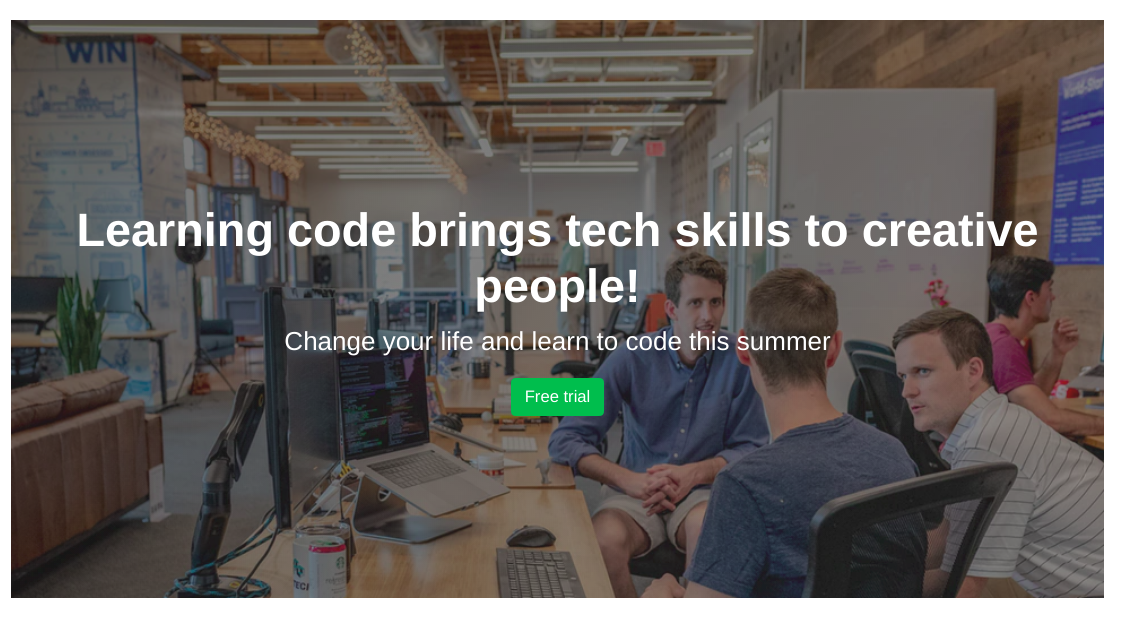 WIN
Learning code brings tech skills to creative
people!
Change your life and learn to code this summer
Free trial